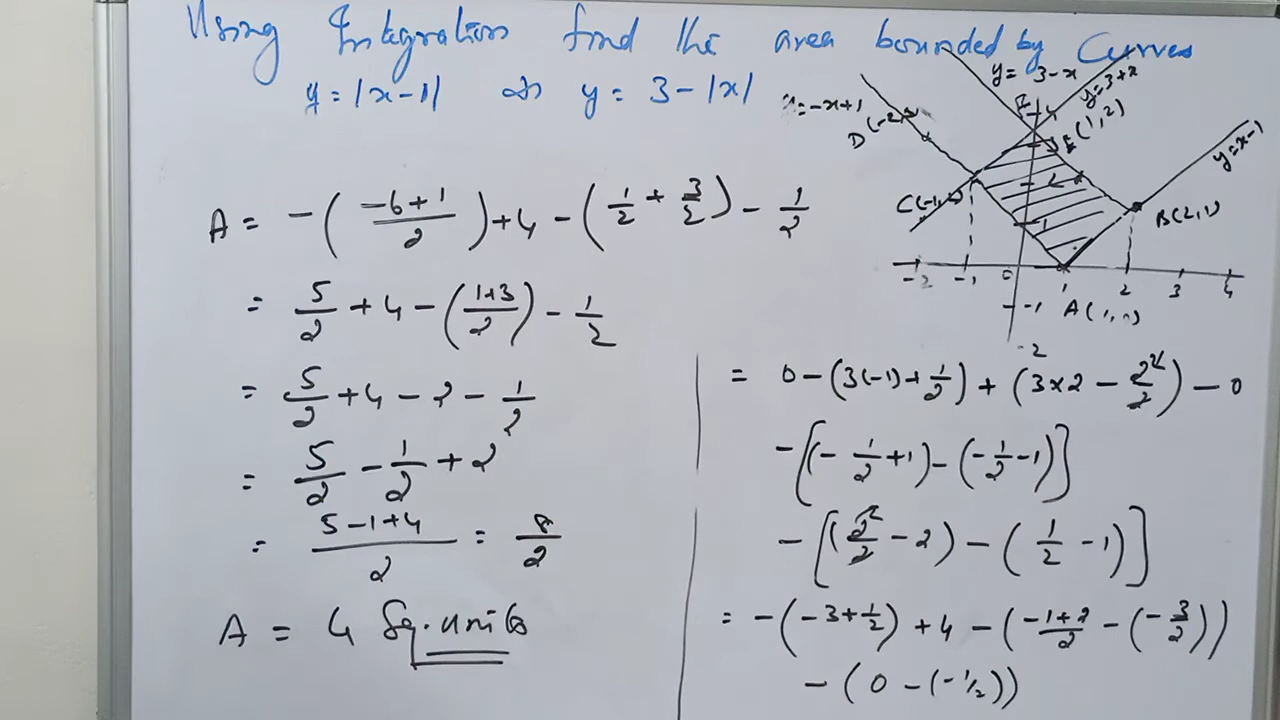 Using Integration find the area bounded by Curves
y = |x-1| & y = 3-|x|
A = -((-6+1)/2) + 4 - (1/2 + 3/2) - 1/2
= 5/2 + 4 - ((1+3)/2) - 1/2
= 5/2 + 4 - 2 - 1/2
= 5/2 - 1/2 + 2
= (5-1+4)/2 = 8/2
A = 4 Sq. units
y = 3-x
y = 3+x
= -x+1
D
E(1,2)
y = x-1
C(-1,
B(2,1)
-2 -1 0 1 2 3 4
-1
A(1,
-2
= 0 - (3(-1) + 1/2) + (3×2 - 2²/2) - 0
- [(- 1/2 + 1) - (- 1/2 - 1)]
- [(2²/2 - 2) - (1/2 - 1)]
= -(-3 + 1/2) + 4 - ((-1+2)/2 - (-3/2))
- (0 - (-1/2))